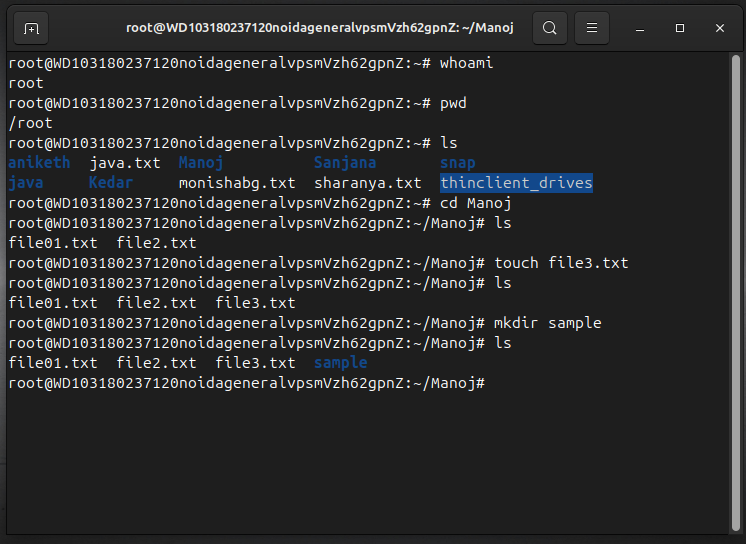 root@WD103180237120noidageneralvpsmVzh62gpnZ: ~/Manoj
root@WD103180237120noidageneralvpsmVzh62gpnZ:~# whoami
root
root@WD103180237120noidageneralvpsmVzh62gpnZ:~# pwd
/root
root@WD103180237120noidageneralvpsmVzh62gpnZ:~# ls
aniketh  java.txt  Manoj          Sanjana       snap
java     Kedar     monishabg.txt  sharanya.txt  thinclient_drives
root@WD103180237120noidageneralvpsmVzh62gpnZ:~# cd Manoj
root@WD103180237120noidageneralvpsmVzh62gpnZ:~/Manoj# ls
file01.txt  file2.txt
root@WD103180237120noidageneralvpsmVzh62gpnZ:~/Manoj# touch file3.txt
root@WD103180237120noidageneralvpsmVzh62gpnZ:~/Manoj# ls
file01.txt  file2.txt  file3.txt
root@WD103180237120noidageneralvpsmVzh62gpnZ:~/Manoj# mkdir sample
root@WD103180237120noidageneralvpsmVzh62gpnZ:~/Manoj# ls
file01.txt  file2.txt  file3.txt  sample
root@WD103180237120noidageneralvpsmVzh62gpnZ:~/Manoj#